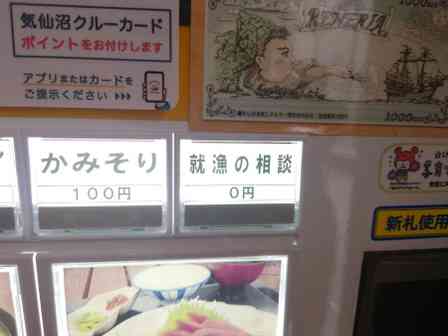 気仙沼クルーカード
ポイントをお付けします
アプリまたはカードを
ご提示ください >>>
RENERIA
1000
かみそり
100円
就漁の相談
0円
新札使用